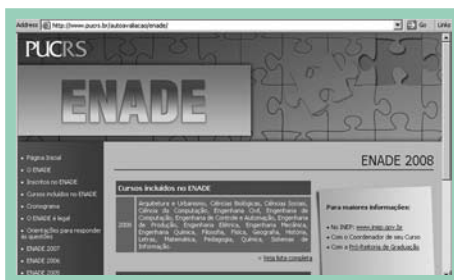 Address http://www.pucrs.br/autoavaliacao/enade/ Go Links
PUCRS
ENADE
ENADE 2008
• Página Inicial
• O ENADE
• Inscritos no ENADE
• Cursos incluídos no ENADE
• Cronograma
• O ENADE é legal
• Orientações para responder
às questões
• ENADE 2007
• ENADE 2006
• ENADE 2005
Cursos incluídos no ENADE
2008
Arquitetura e Urbanismo, Ciências Biológicas, Ciências Sociais,
Ciência da Computação, Engenharia Civil, Engenharia de
Computação, Engenharia de Controle e Automação, Engenharia
de Produção, Engenharia Elétrica, Engenharia Mecânica,
Engenharia Química, Filosofia, Física, Geografia, História,
Letras, Matemática, Pedagogia, Química, Sistemas de
Informação.
» Veja lista completa
Para maiores informações:
• No INEP: www.inep.gov.br
• Com o Coordenador de seu Curso
• Com a Pró-Reitoria de Graduação